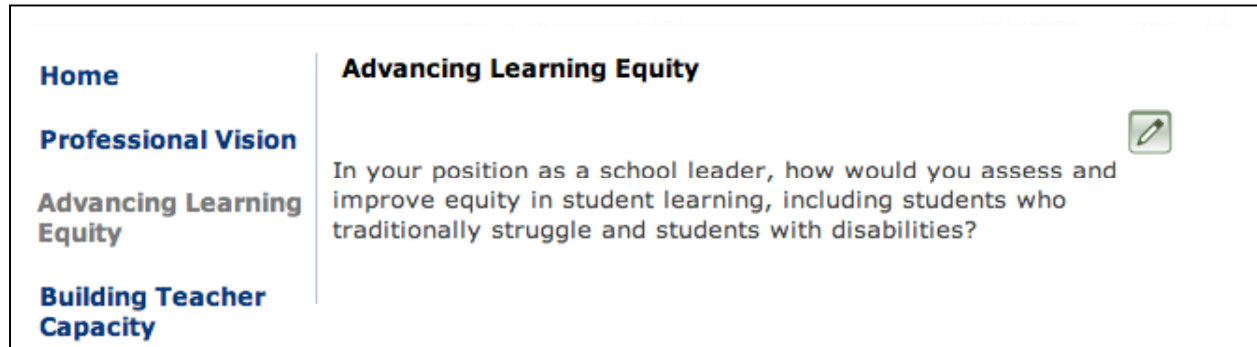 Home
Professional Vision
Advancing Learning
Equity
Building Teacher
Capacity
Advancing Learning Equity
In your position as a school leader, how would you assess and
improve equity in student learning, including students who
traditionally struggle and students with disabilities?